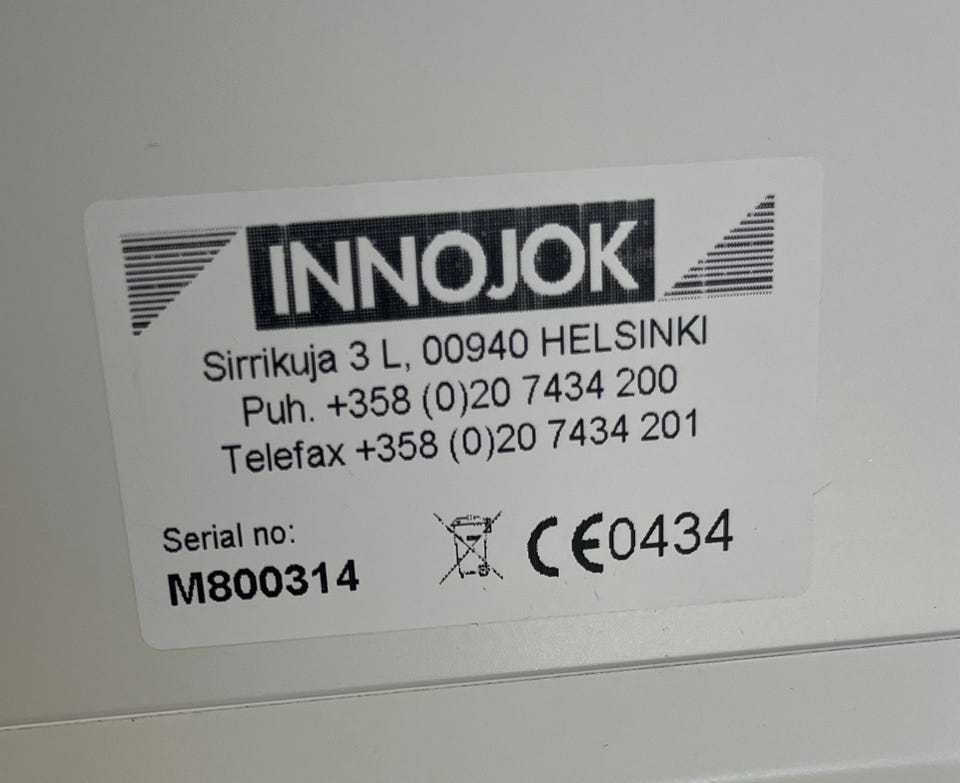 INNOJOK
Sirrikuja 3 L, 00940 HELSINKI
Puh. +358 (0)20 7434 200
Telefax +358 (0)20 7434 201
Serial no:
M800314
CE0434